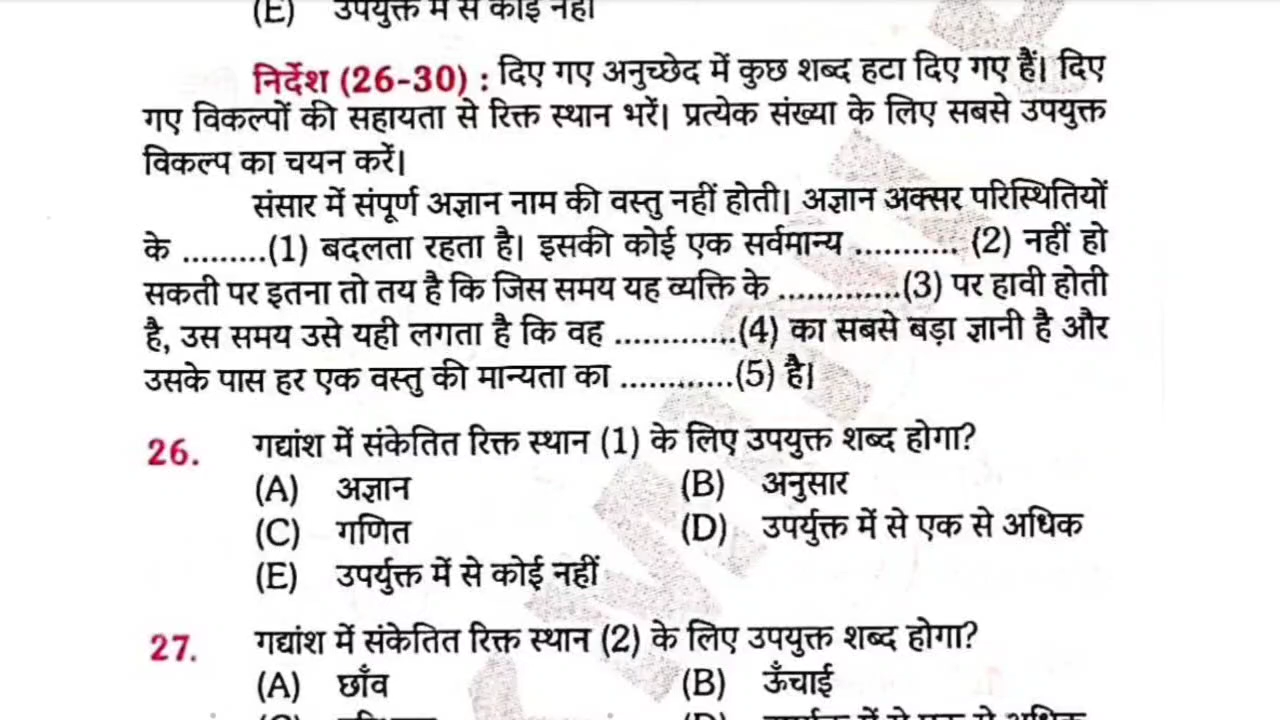 (E) उपर्युक्त में से कोई नहीं
निर्देश (26-30) : दिए गए अनुच्छेद में कुछ शब्द हटा दिए गए हैं। दिए
गए विकल्पों की सहायता से रिक्त स्थान भरें। प्रत्येक संख्या के लिए सबसे उपयुक्त
विकल्प का चयन करें।
संसार में संपूर्ण अज्ञान नाम की वस्तु नहीं होती। अज्ञान अक्सर परिस्थितियों
के .........(1) बदलता रहता है। इसकी कोई एक सर्वमान्य ........... (2) नहीं हो
सकती पर इतना तो तय है कि जिस समय यह व्यक्ति के .............(3) पर हावी होती
है, उस समय उसे यही लगता है कि वह .............(4) का सबसे बड़ा ज्ञानी है और
उसके पास हर एक वस्तु की मान्यता का ............(5) है।
26. गद्यांश में संकेतित रिक्त स्थान (1) के लिए उपयुक्त शब्द होगा?
(A) अज्ञान (B) अनुसार
(C) गणित (D) उपर्युक्त में से एक से अधिक
(E) उपर्युक्त में से कोई नहीं
27. गद्यांश में संकेतित रिक्त स्थान (2) के लिए उपयुक्त शब्द होगा?
(A) छाँव (B) ऊँचाई